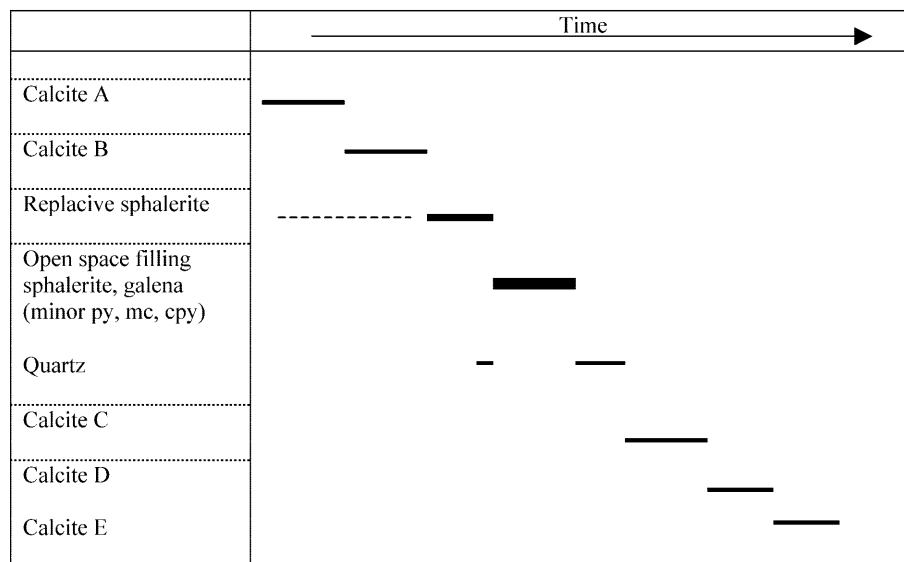 Time
Calcite A
Calcite B
Replacive sphalerite
Open space filling
sphalerite, galena
(minor py, mc, cpy)
Quartz
Calcite C
Calcite D
Calcite E